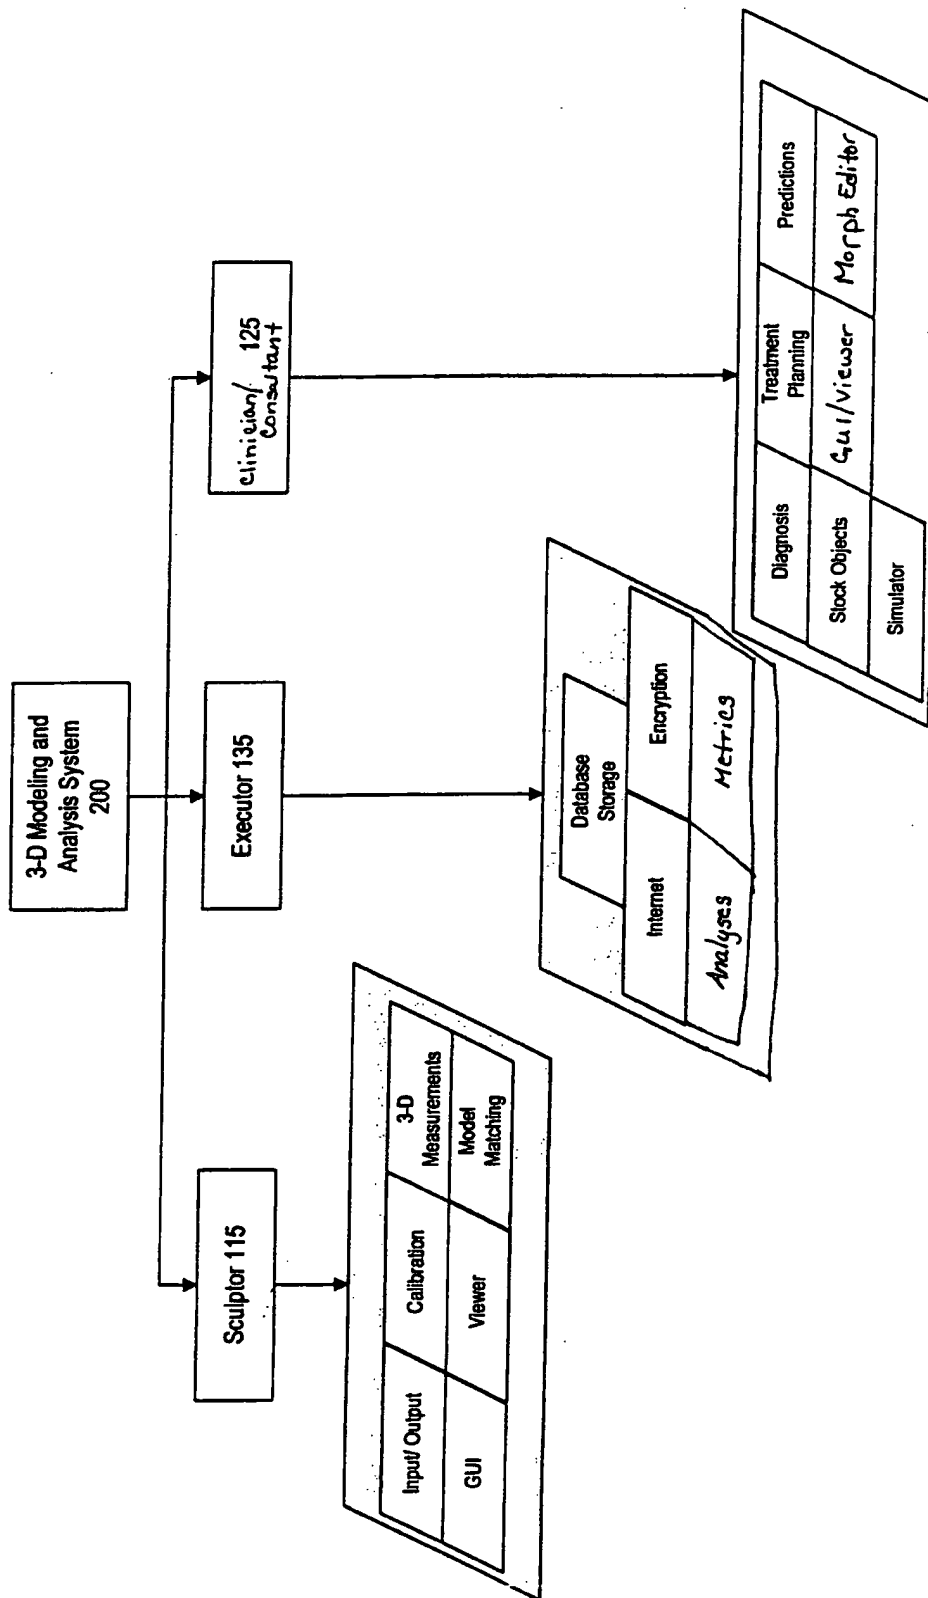 3-D Modeling and
Analysis System
200
Sculptor 115
Executor 135
Clinician/ 125
Consultant
Input/ Output
Calibration
3-D
Measurements
GUI
Viewer
Model
Matching
Database
Storage
Internet
Encryption
Analyses
Metrics
Diagnosis
Treatment
Planning
Predictions
Stock Objects
GUI/Viewer
Morph Editor
Simulator